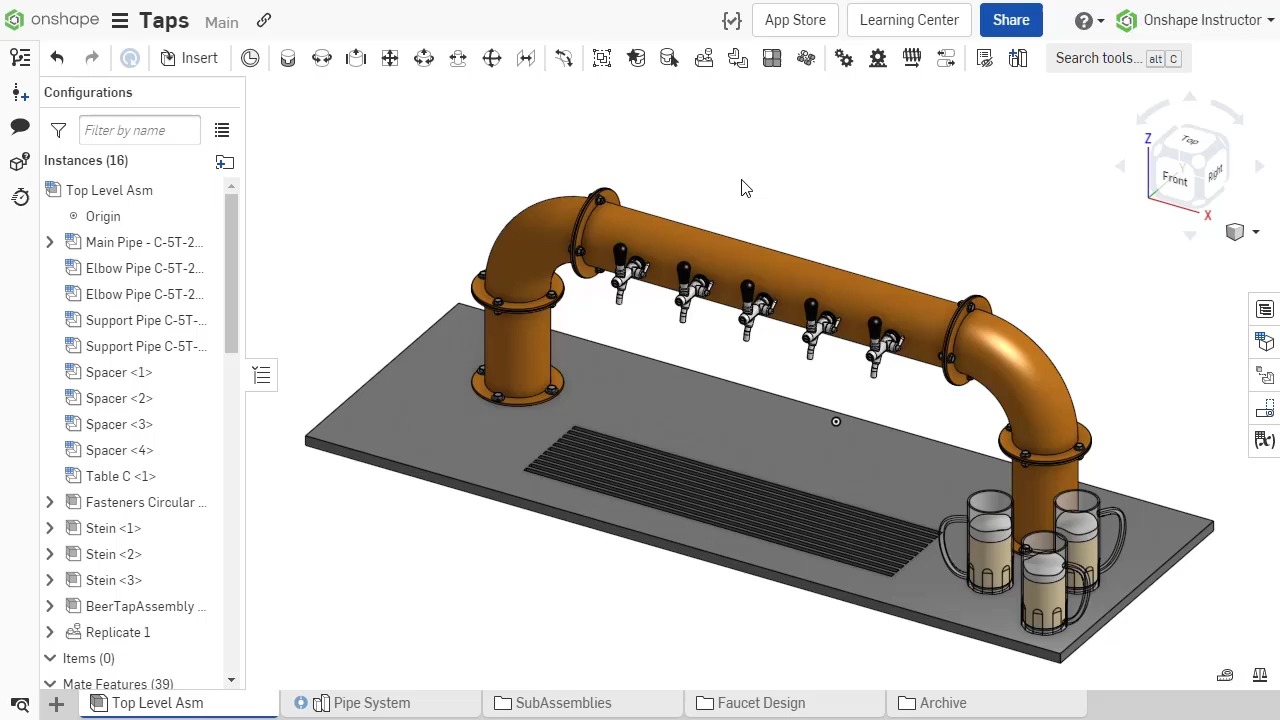 onshape Taps Main App Store Learning Center Share Onshape Instructor
Insert Search tools... alt C
Configurations
Filter by name
Instances (16)
Top Level Asm
Origin
Main Pipe - C-5T-2...
Elbow Pipe C-5T-2...
Elbow Pipe C-5T-2...
Support Pipe C-5T-...
Support Pipe C-5T-...
Spacer <1>
Spacer <2>
Spacer <3>
Spacer <4>
Table C <1>
Fasteners Circular ...
Stein <1>
Stein <2>
Stein <3>
BeerTapAssembly ...
Replicate 1
Items (0)
Mate Features (39)
Z
Top
Y
Front
Right
X
Top Level Asm Pipe System SubAssemblies Faucet Design Archive